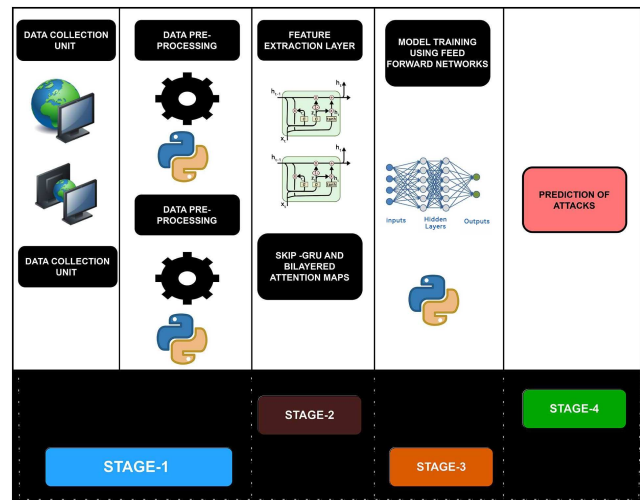 DATA COLLECTION
UNIT
DATA COLLECTION
UNIT
DATA PRE-
PROCESSING
DATA PRE-
PROCESSING
FEATURE
EXTRACTION LAYER
SKIP -GRU AND
BILAYERED
ATTENTION MAPS
MODEL TRAINING
USING FEED
FORWARD NETWORKS
inputs
Hidden
Layers
Outputs
PREDICTION OF
ATTACKS
STAGE-1
STAGE-2
STAGE-3
STAGE-4